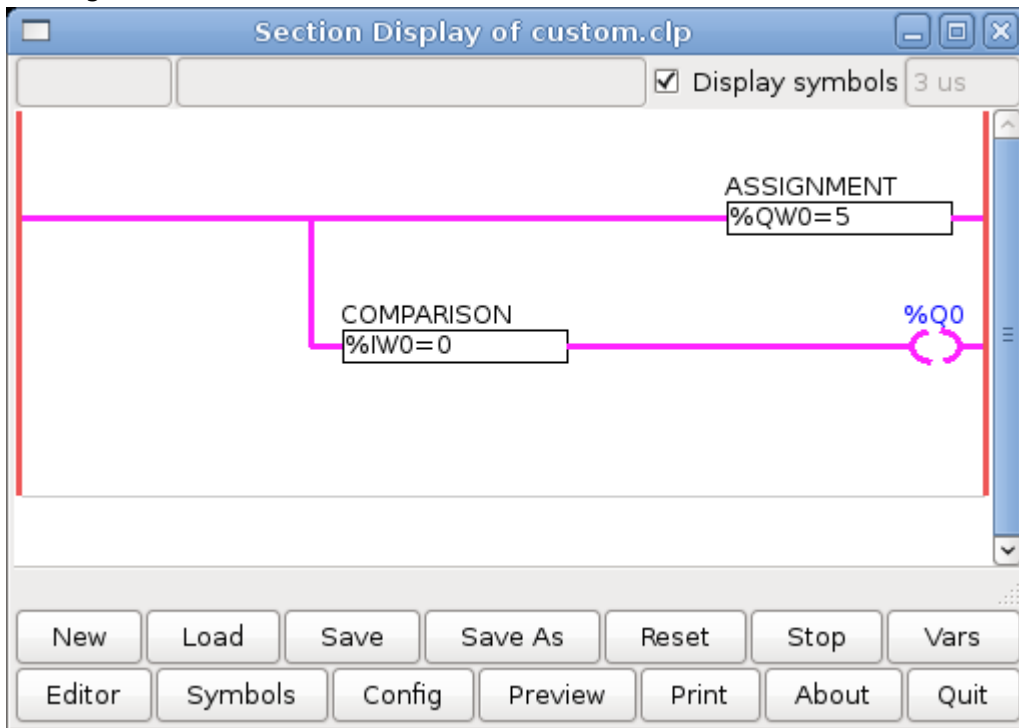 Section Display of custom.clp
Display symbols 3 us
ASSIGNMENT
%QW0=5
COMPARISON %Q0
%IW0=0
New Load Save Save As Reset Stop Vars
Editor Symbols Config Preview Print About Quit